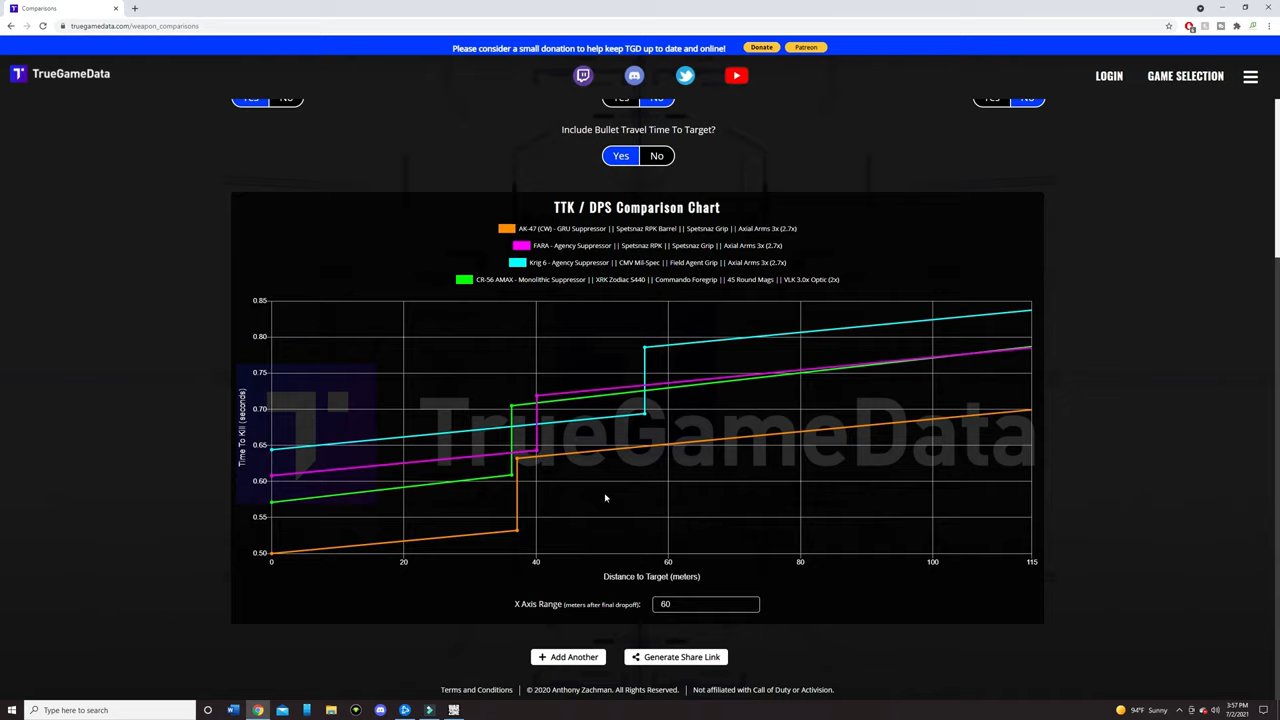 Comparisons
truegamedata.com/weapon_comparisons
Please consider a small donation to help keep TGD up to date and online!
Donate
Patreon
TrueGameData
LOGIN
GAME SELECTION
Yes No
Yes No
Yes No
Include Bullet Travel Time To Target?
Yes No
TTK / DPS Comparison Chart
AK-47 (CW) - GRU Suppressor || Spetsnaz RPK Barrel || Spetsnaz Grip || Axial Arms 3x (2.7x)
FARA - Agency Suppressor || Spetsnaz RPK || Spetsnaz Grip || Axial Arms 3x (2.7x)
Krig 6 - Agency Suppressor || CMV Mil-Spec || Field Agent Grip || Axial Arms 3x (2.7x)
CR-56 AMAX - Monolithic Suppressor || XRK Zodiac S440 || Commando Foregrip || 45 Round Mags || VLK 3.0x Optic (2x)
0.85
0.80
0.75
0.70
0.65
0.60
0.55
0.50
Time To Kill (seconds)
TrueGameData
0 20 40 60 80 100 115
Distance to Target (meters)
X Axis Range (meters after final dropoff): 60
+ Add Another
Generate Share Link
Terms and Conditions | © 2020 Anthony Zachman. All Rights Reserved. | Not affiliated with Call of Duty or Activision.
Type here to search
94°F Sunny
3:57 PM
7/2/2021